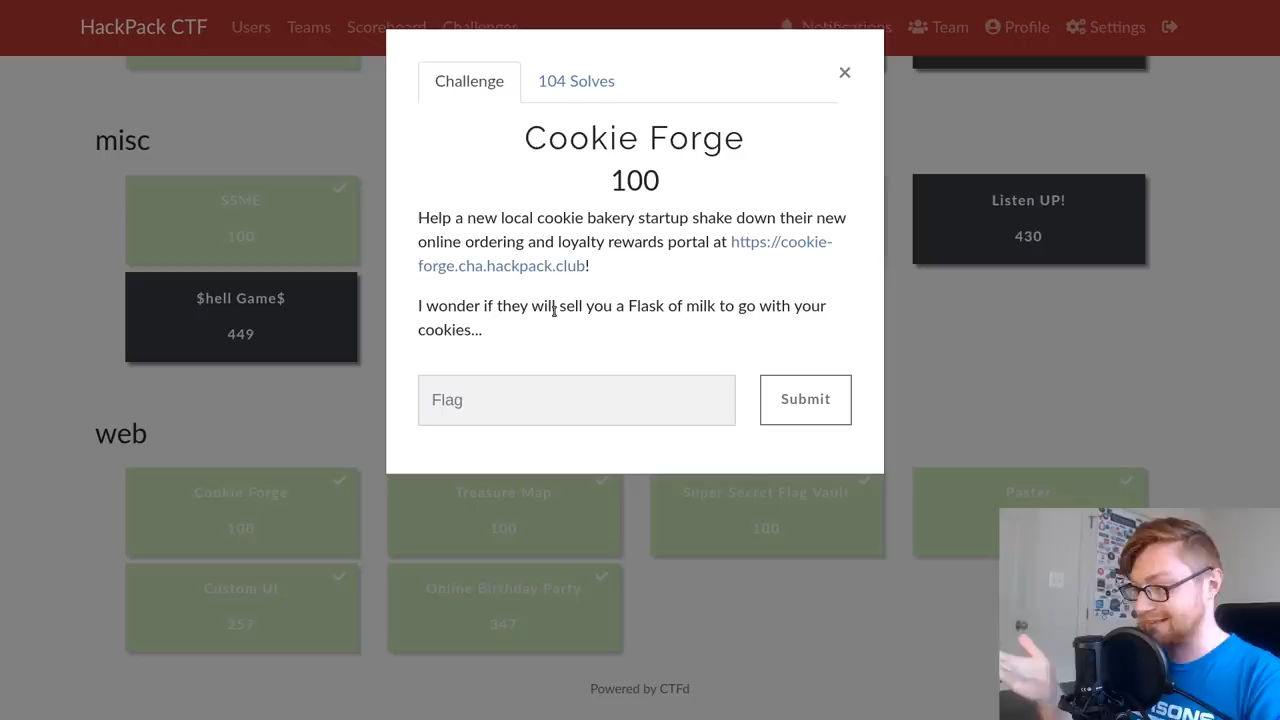 HackPack CTF Users Teams Scoreboard Challenges Notifications Team Profile Settings
Challenge 104 Solves ×
Cookie Forge
100
Help a new local cookie bakery startup shake down their new
online ordering and loyalty rewards portal at https://cookie-
forge.cha.hackpack.club!
I wonder if they will sell you a Flask of milk to go with your
cookies...
Flag Submit
misc
SSME
100
Listen UP!
430
$hell Game$
449
web
Cookie Forge
100
Treasure Map
100
Super Secret Flag Vault
100
Paster
Custom UI
257
Online Birthday Party
347
Powered by CTFd